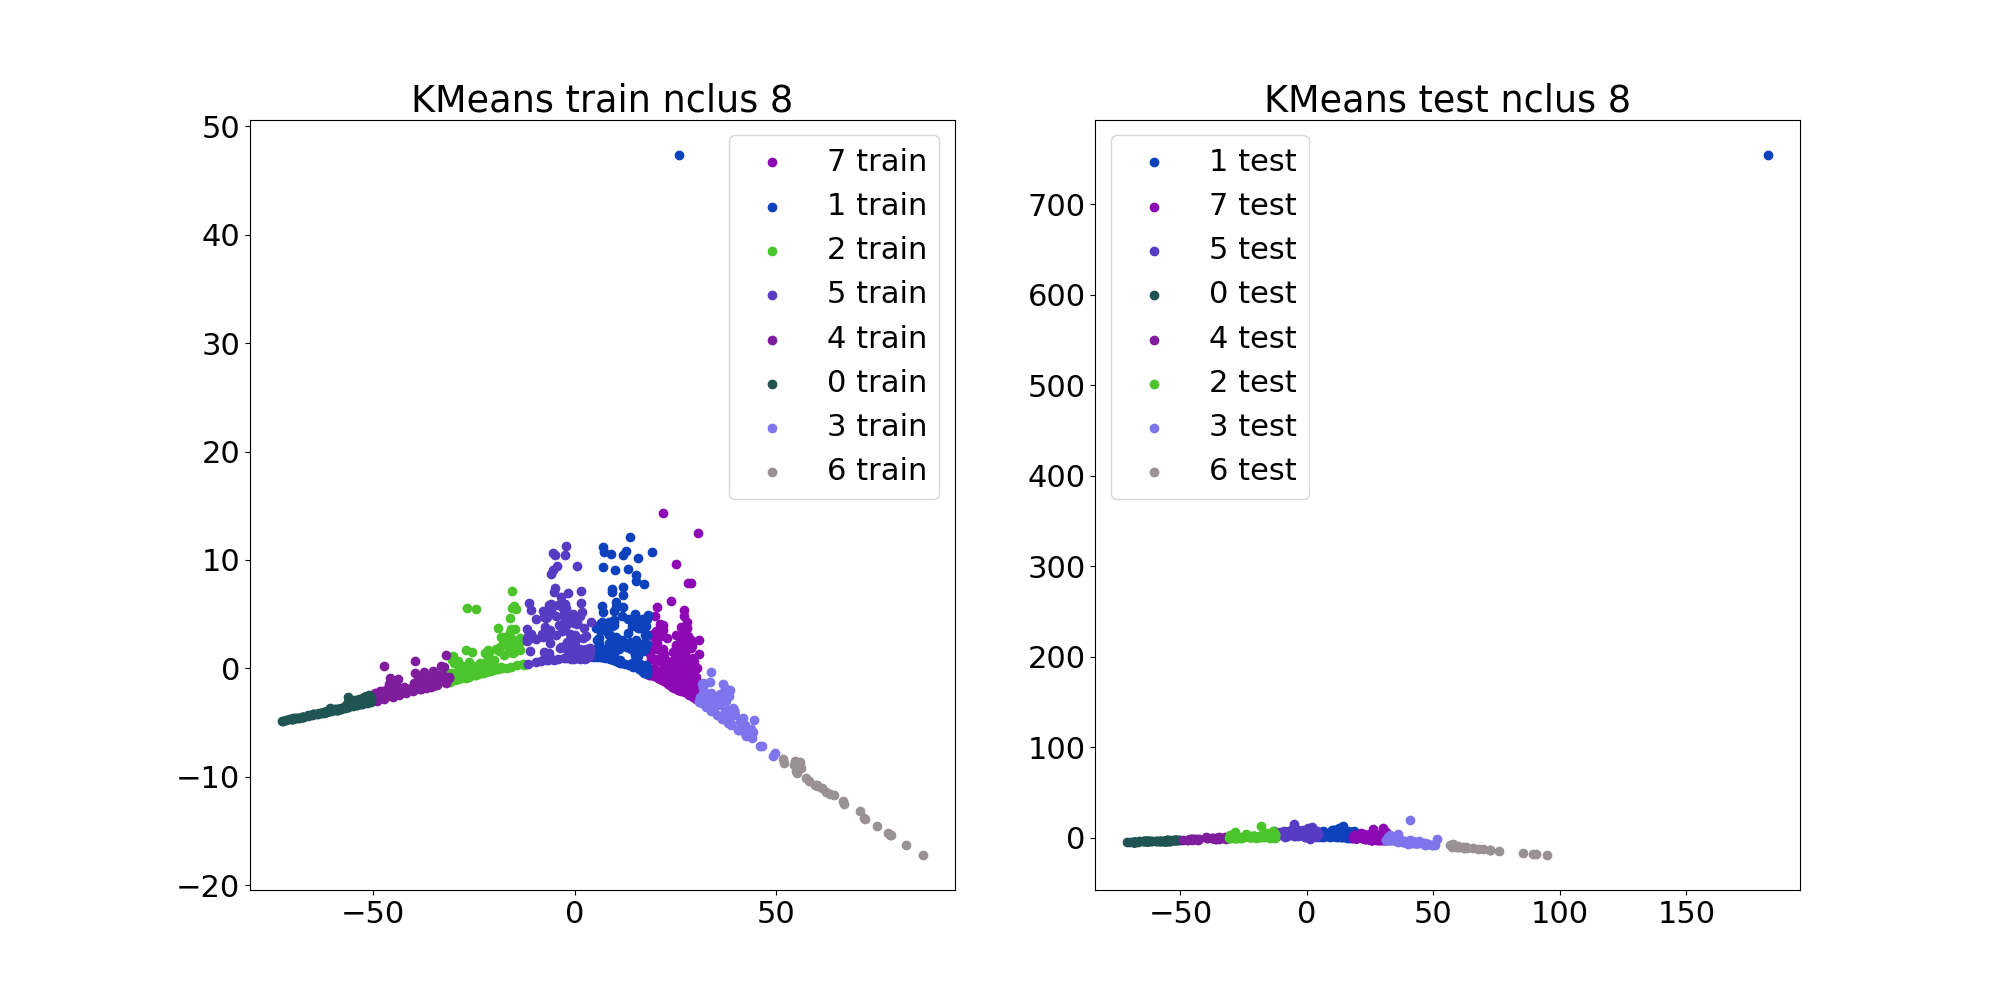 KMeans train nclus 8
50
40
30
20
10
0
−10
−20
−50
0
50
7 train
1 train
2 train
5 train
4 train
0 train
3 train
6 train
KMeans test nclus 8
700
600
500
400
300
200
100
0
−50
0
50
100
150
1 test
7 test
5 test
0 test
4 test
2 test
3 test
6 test